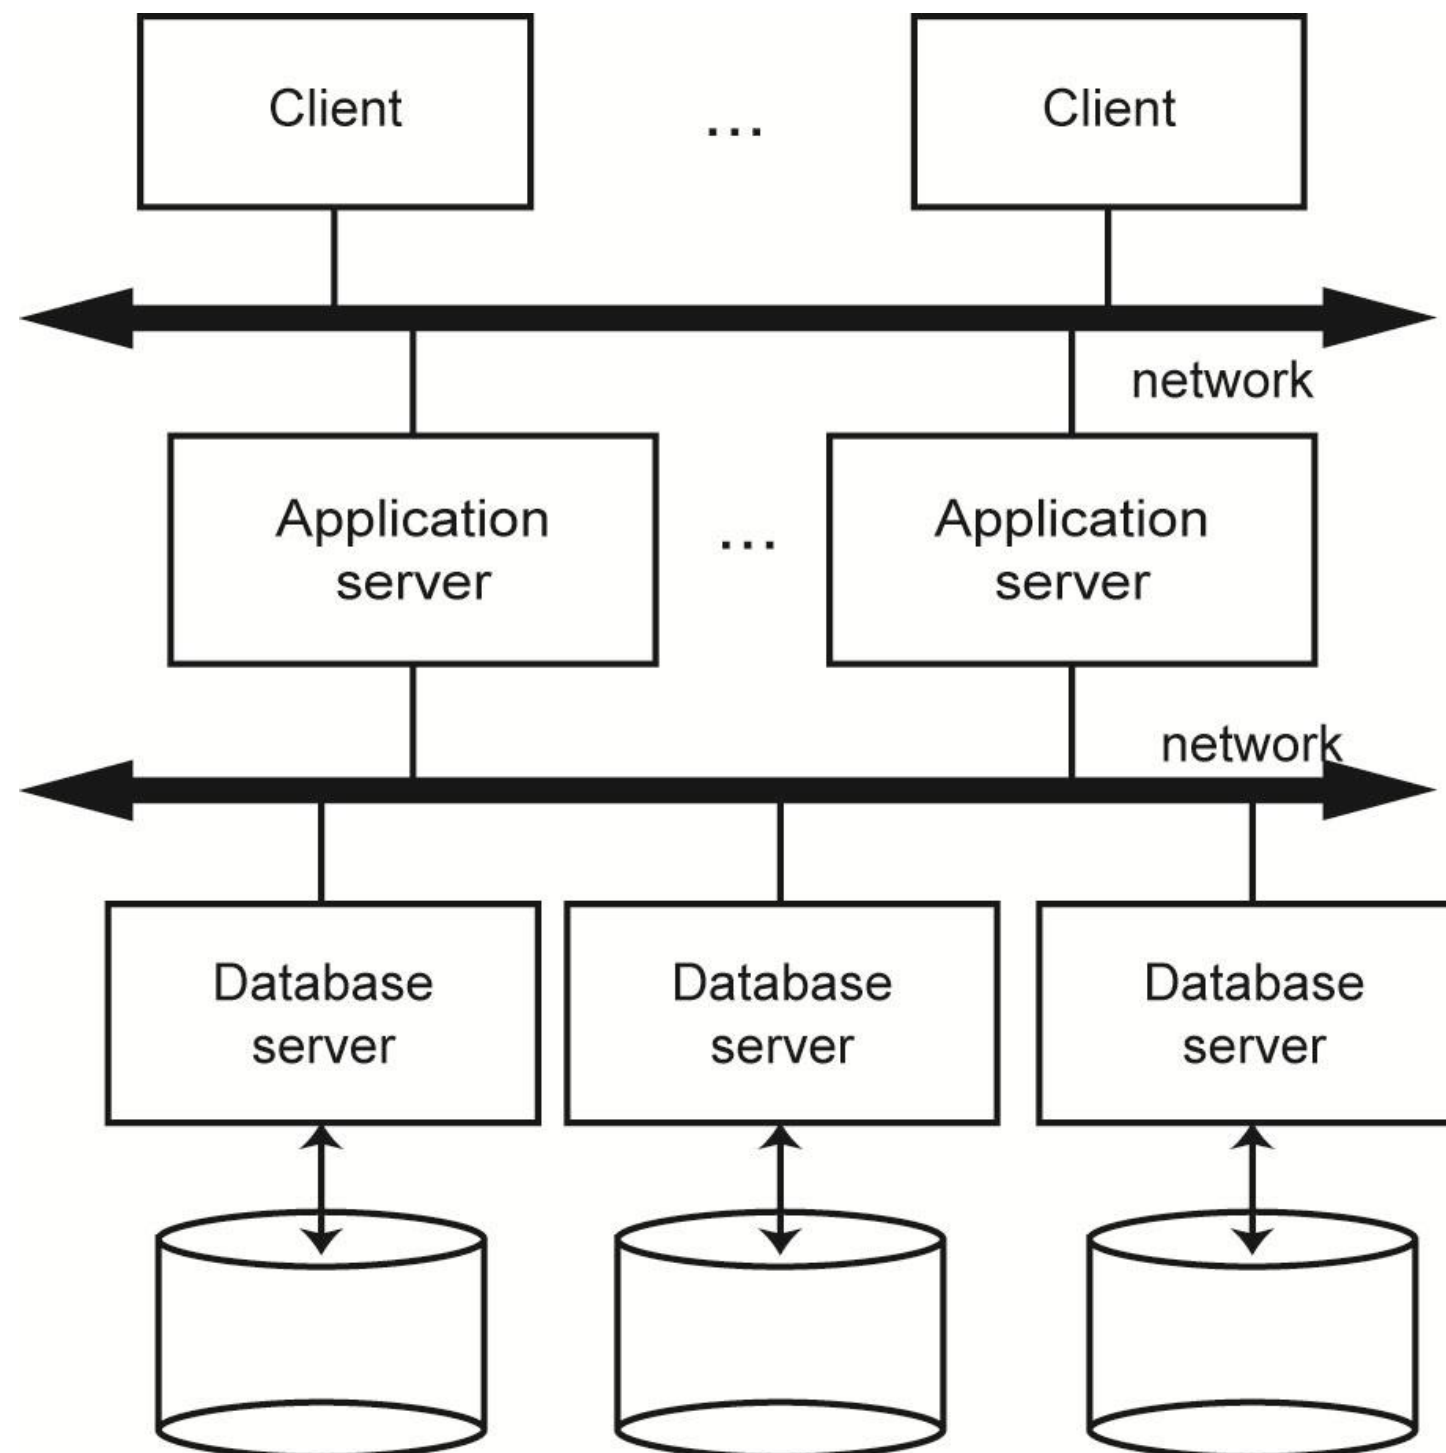 Client ... Client
network
Application ... Application
server server
network
Database Database Database
server server server